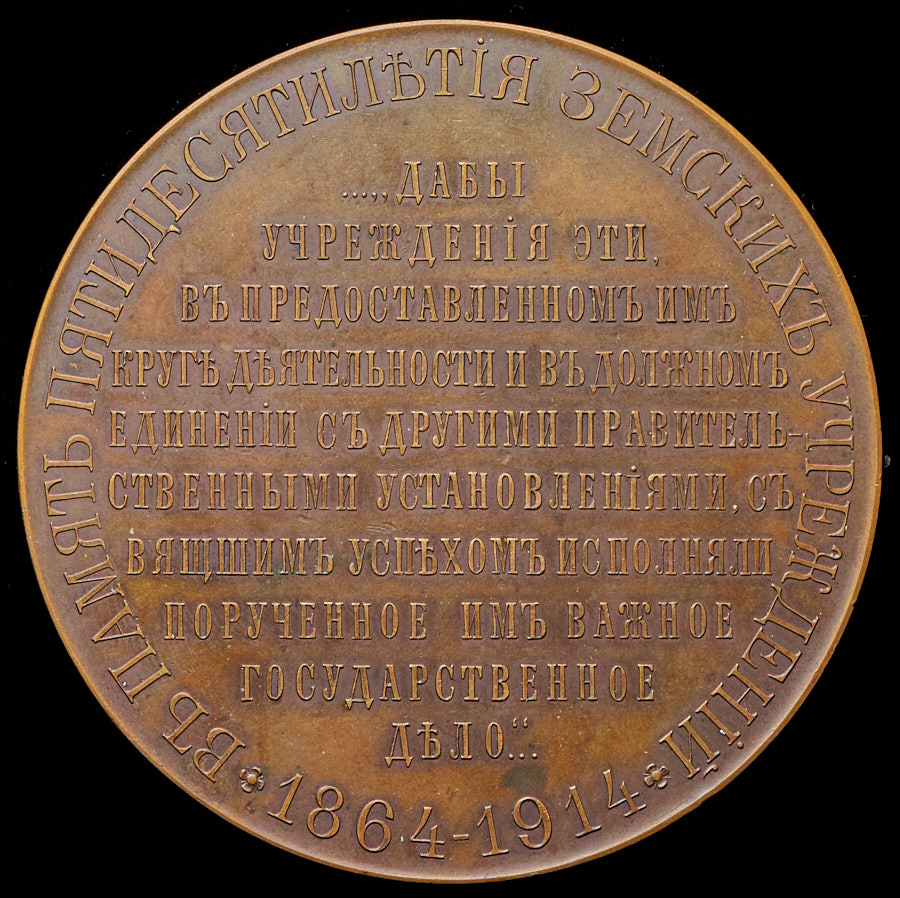 ВЪ ПАМЯТЬ ПЯТИДЕСЯТИЛѢТІЯ ЗЕМСКИХЪ УЧРЕЖДЕНІЙ
...,,ДАБЫ
УЧРЕЖДЕНІЯ ЭТИ,
ВЪ ПРЕДОСТАВЛЕННОМЪ ИМЪ
КРУГѢ ДѢЯТЕЛЬНОСТИ И ВЪ ДОЛЖНОМЪ
ЕДИНЕНІИ СЪ ДРУГИМИ ПРАВИТЕЛЬ-
СТВЕННЫМИ УСТАНОВЛЕНІЯМИ, СЪ
ВЯЩШИМЪ УСПѢХОМЪ ИСПОЛНЯЛИ
ПОРУЧЕННОЕ ИМЪ ВАЖНОЕ
ГОСУДАРСТВЕННОЕ
ДѢЛО“...
1864-1914